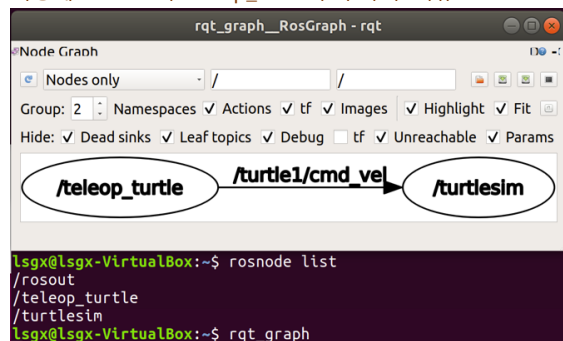 rqt_graph__RosGraph - rqt
Node Graph
Nodes only / /
Group: 2 Namespaces Actions tf Images Highlight Fit
Hide: Dead sinks Leaf topics Debug tf Unreachable Params
/teleop_turtle /turtle1/cmd_vel /turtlesim
lsgx@lsgx-VirtualBox:~$ rosnode list
/rosout
/teleop_turtle
/turtlesim
lsgx@lsgx-VirtualBox:~$ rqt_graph